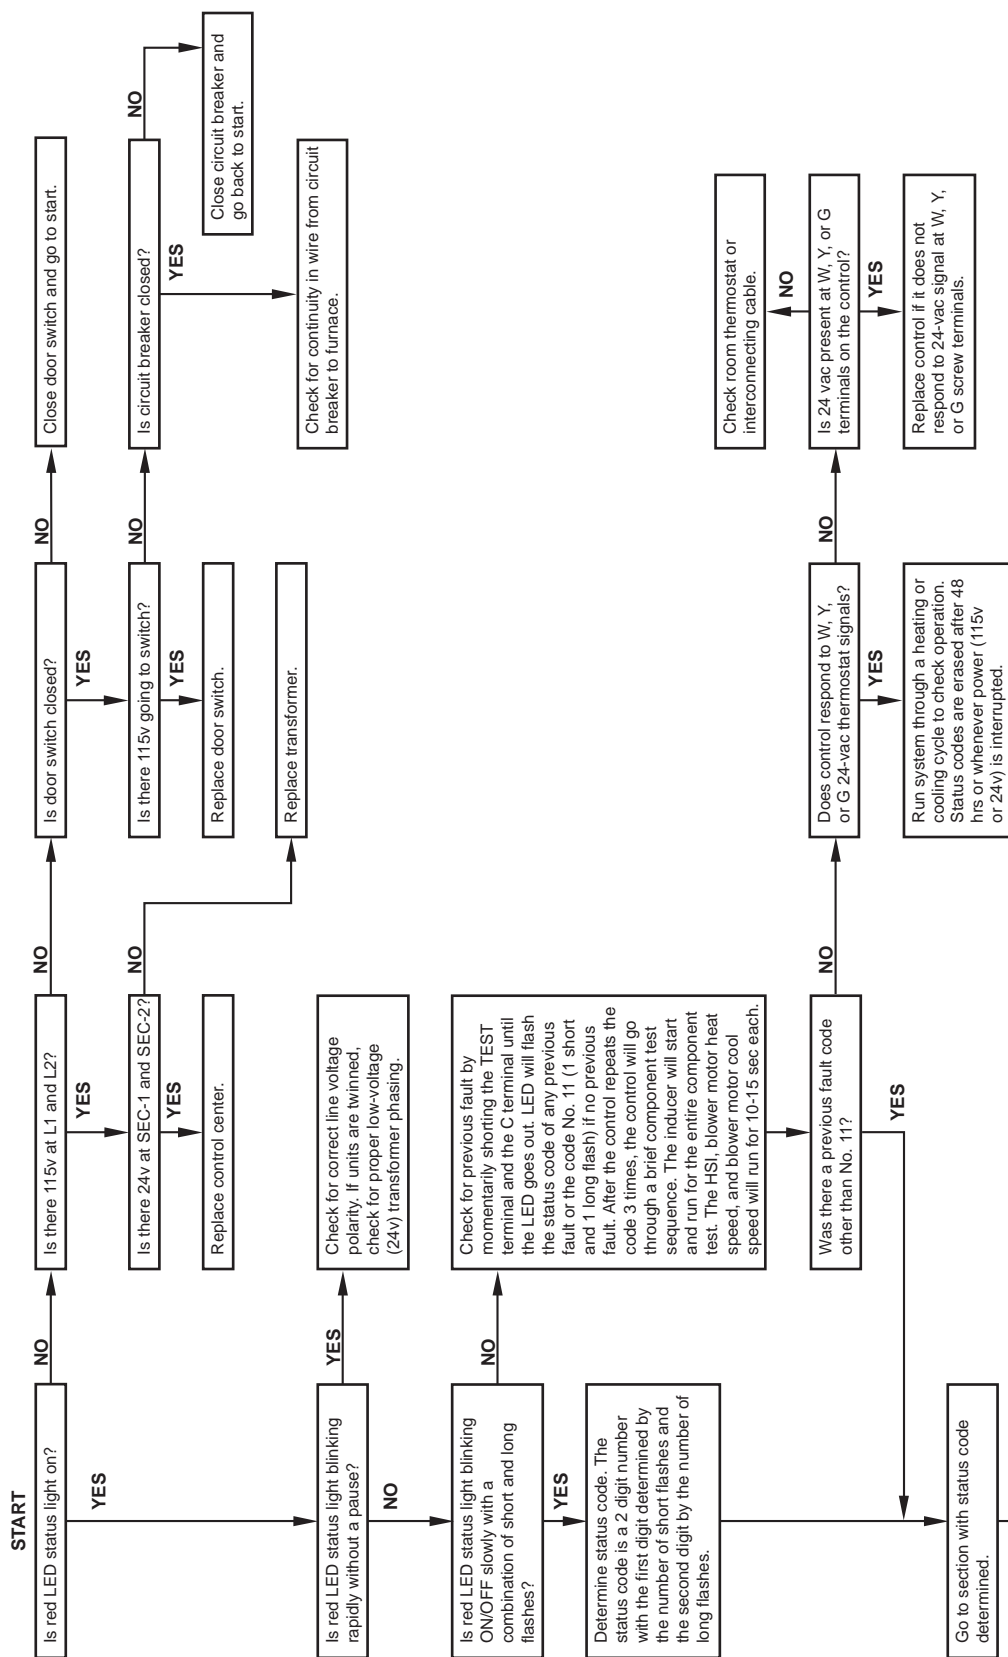 START
Is red LED status light on?
NO
YES
Is there 115v at L1 and L2?
NO
YES
Is door switch closed?
NO
YES
Close door switch and go to start.
Is there 24v at SEC-1 and SEC-2?
NO
YES
Is there 115v going to switch?
NO
YES
Is circuit breaker closed?
NO
YES
Close circuit breaker and
go back to start.
Replace control center.
Replace door switch.
Replace transformer.
Check for continuity in wire from circuit
breaker to furnace.
Is red LED status light blinking
rapidly without a pause?
YES
NO
Check for correct line voltage
polarity. If units are twinned,
check for proper low-voltage
(24v) transformer phasing.
Is red LED status light blinking
ON/OFF slowly with a
combination of short and long
flashes?
NO
YES
Check for previous fault by
momentarily shorting the TEST
terminal and the C terminal until
the LED goes out. LED will flash
the status code of any previous
fault or the code No. 11 (1 short
and 1 long flash) if no previous
fault. After the control repeats the
code 3 times, the control will go
through a brief component test
sequence. The inducer will start
and run for the entire component
test. The HSI, blower motor heat
speed, and blower motor cool
speed will run for 10-15 sec each.
Determine status code. The
status code is a 2 digit number
with the first digit determined by
the number of short flashes and
the second digit by the number of
long flashes.
Was there a previous fault code
other than No. 11?
NO
YES
Does control respond to W, Y,
or G 24-vac thermostat signals?
NO
YES
Check room thermostat or
interconnecting cable.
NO
Is 24 vac present at W, Y, or G
terminals on the control?
YES
Run system through a heating or
cooling cycle to check operation.
Status codes are erased after 48
hrs or whenever power (115v
or 24v) is interrupted.
Replace control if it does not
respond to 24-vac signal at W, Y,
or G screw terminals.
Go to section with status code
determined.